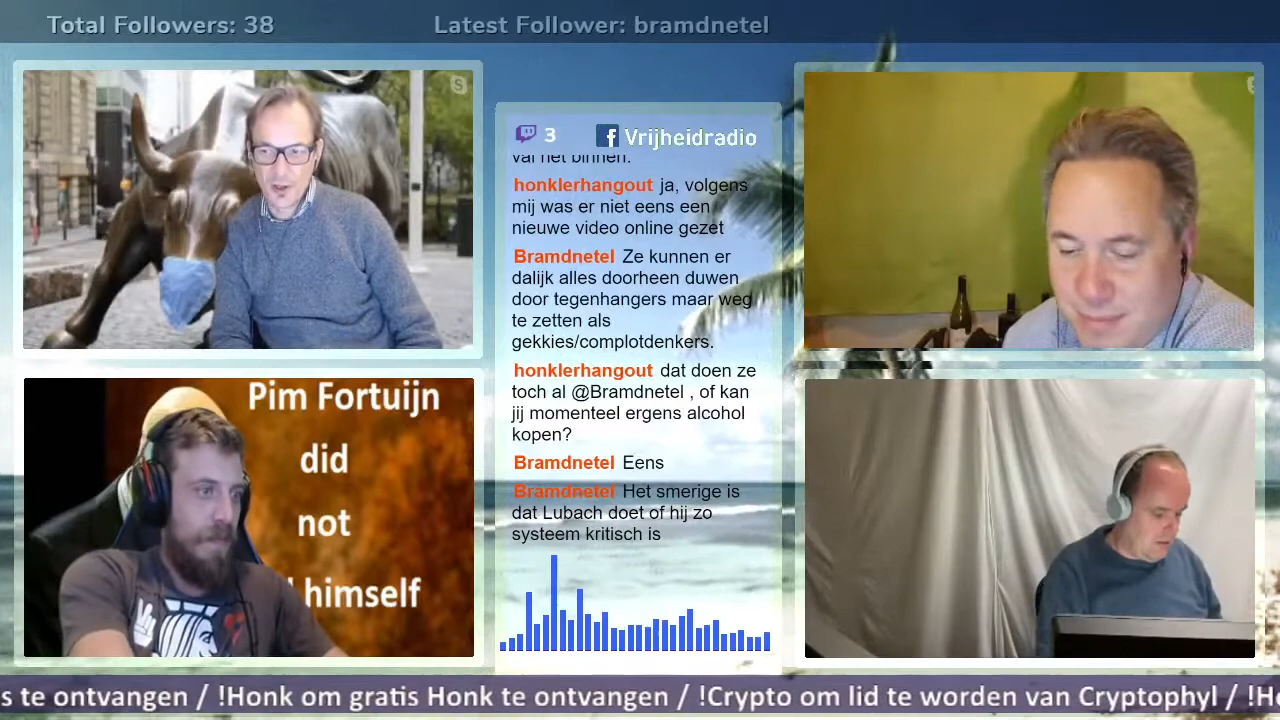 Total Followers: 38
Latest Follower: bramdnetel
3
Vrijheidradio
val het binnen.
honklerhangout ja, volgens
mij was er niet eens een
nieuwe video online gezet
Bramdnetel Ze kunnen er
dalijk alles doorheen duwen
door tegenhangers maar weg
te zetten als
gekkies/complotdenkers.
honklerhangout dat doen ze
toch al @Bramdnetel , of kan
jij momenteel ergens alcohol
kopen?
Bramdnetel Eens
Bramdnetel Het smerige is
dat Lubach doet of hij zo
systeem kritisch is
Pim Fortuijn
did
not
himself
s te ontvangen / !Honk om gratis Honk te ontvangen / !Crypto om lid te worden van Cryptophyl / !Ho